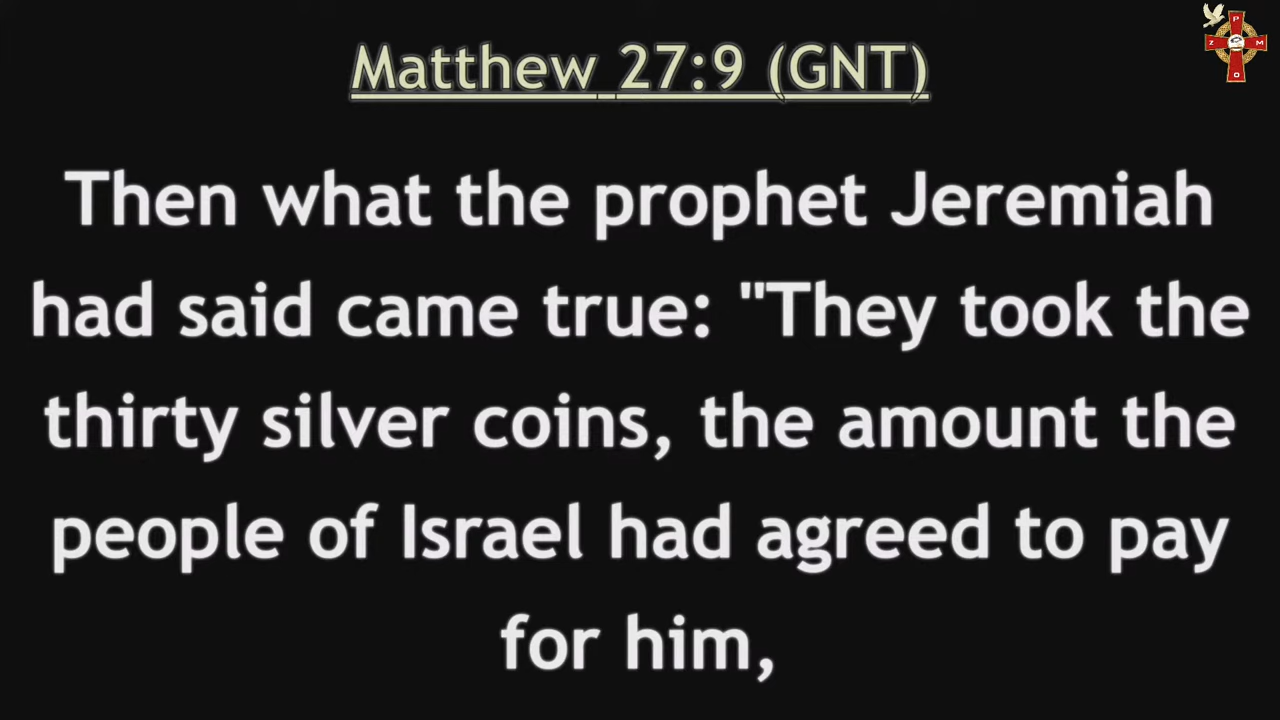 Matthew 27:9 (GNT)
Then what the prophet Jeremiah
had said came true: "They took the
thirty silver coins, the amount the
people of Israel had agreed to pay
for him,
P
Z M
O